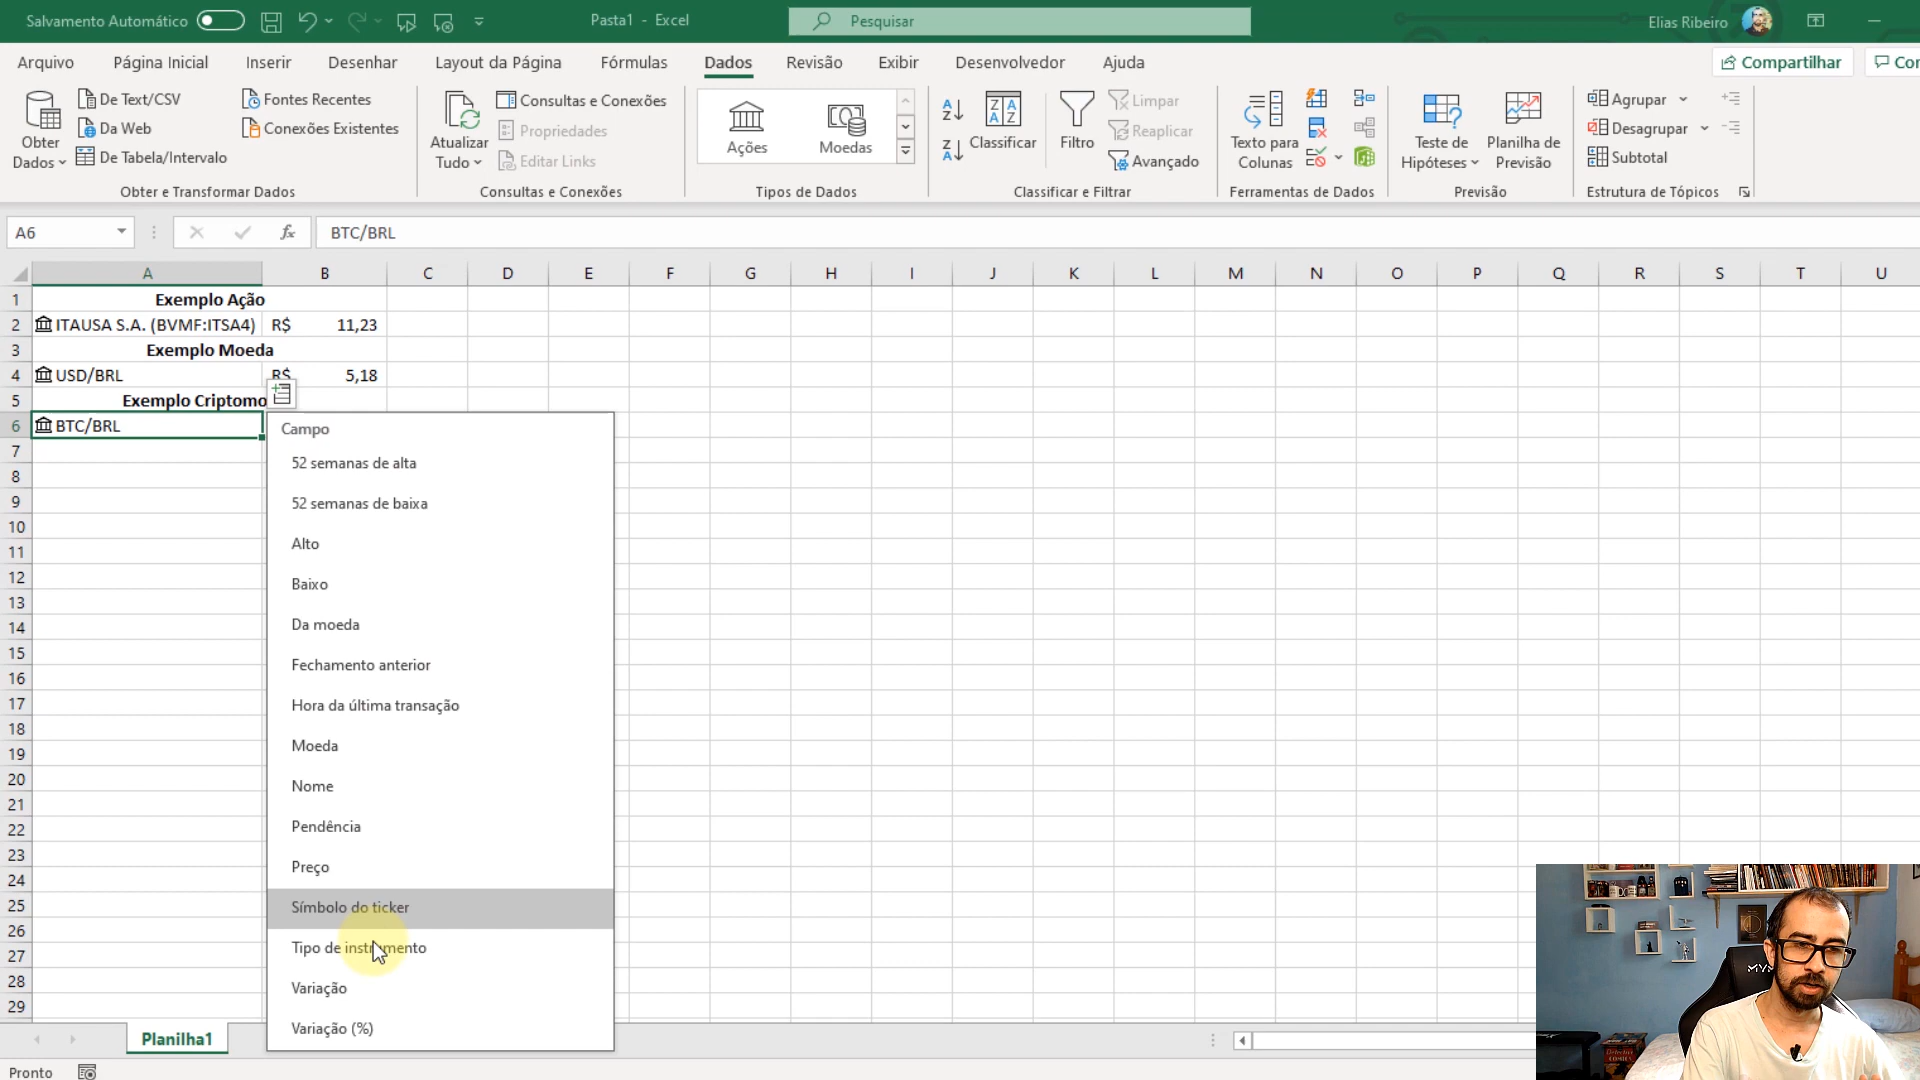 Salvamento Automático
Pasta1 - Excel
Pesquisar
Elias Ribeiro
Arquivo
Página Inicial
Inserir
Desenhar
Layout da Página
Fórmulas
Dados
Revisão
Exibir
Desenvolvedor
Ajuda
Compartilhar
Cor
Obter
Dados
De Text/CSV
Da Web
De Tabela/Intervalo
Fontes Recentes
Conexões Existentes
Obter e Transformar Dados
Atualizar
Tudo
Consultas e Conexões
Propriedades
Editar Links
Consultas e Conexões
Ações
Moedas
Tipos de Dados
Classificar
Filtro
Limpar
Reaplicar
Avançado
Classificar e Filtrar
Texto para
Colunas
Ferramentas de Dados
Teste de
Hipóteses
Planilha de
Previsão
Previsão
Agrupar
Desagrupar
Subtotal
Estrutura de Tópicos
A6
fx
BTC/BRL
A B C D E F G H I J K L M N O P Q R S T U
1 Exemplo Ação
2 ITAUSA S.A. (BVMF:ITSA4) R$ 11,23
3 Exemplo Moeda
4 USD/BRL R$ 5,18
5 Exemplo Criptomo
6 BTC/BRL
7
8
9
10
11
12
13
14
15
16
17
18
19
20
21
22
23
24
25
26
27
28
29
Campo
52 semanas de alta
52 semanas de baixa
Alto
Baixo
Da moeda
Fechamento anterior
Hora da última transação
Moeda
Nome
Pendência
Preço
Símbolo do ticker
Tipo de instrumento
Variação
Variação (%)
Planilha1
Pronto